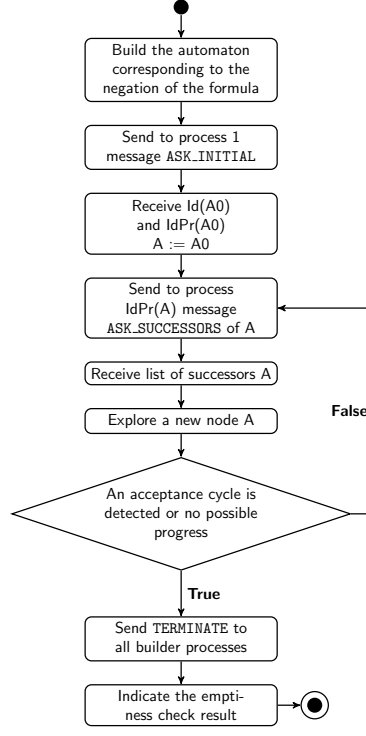 Build the automaton
corresponding to the
negation of the formula
Send to process 1
message ASK_INITIAL
Receive Id(A0)
and IdPr(A0)
A := A0
Send to process
IdPr(A) message
ASK_SUCCESSORS of A
Receive list of successors A
Explore a new node A
False
An acceptance cycle is
detected or no possible
progress
True
Send TERMINATE to
all builder processes
Indicate the empti-
ness check result